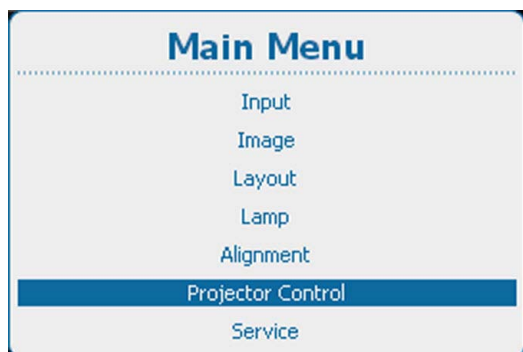 Main Menu
Input
Image
Layout
Lamp
Alignment
Projector Control
Service